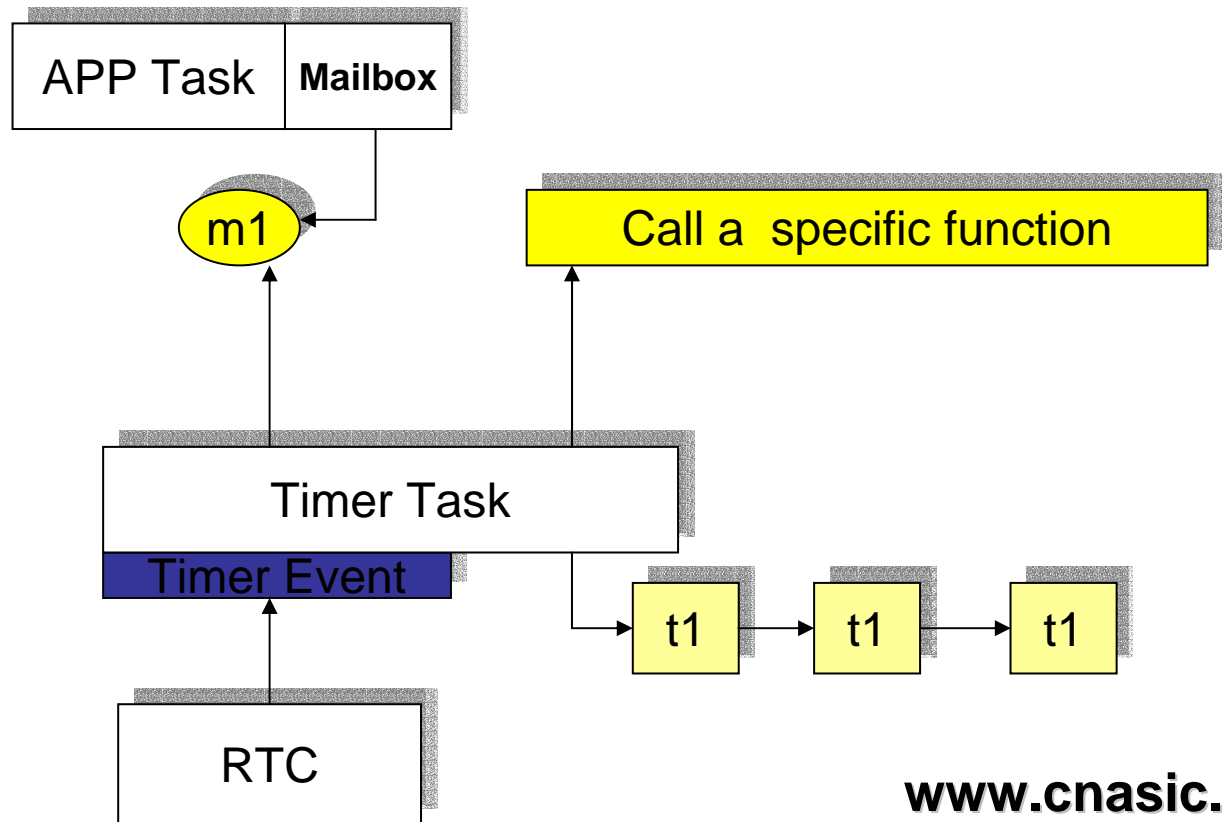 APP Task
Mailbox
m1
Call a specific function
Timer Task
Timer Event
t1
t1
t1
RTC
www.cnasic.